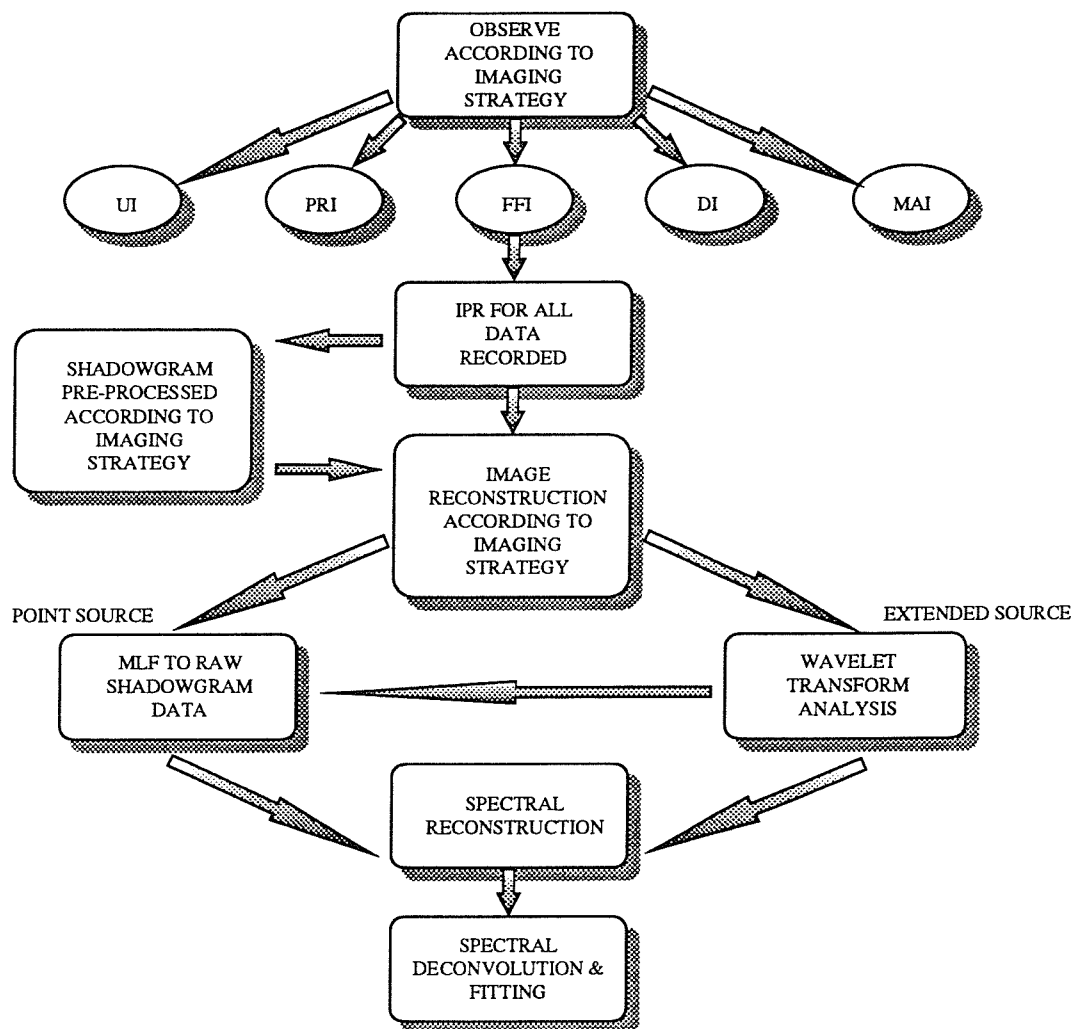 OBSERVE
ACCORDING TO
IMAGING
STRATEGY
UI
PRI
FFI
DI
MAI
IPR FOR ALL
DATA
RECORDED
SHADOWGRAM
PRE-PROCESSED
ACCORDING TO
IMAGING
STRATEGY
IMAGE
RECONSTRUCTION
ACCORDING TO
IMAGING
STRATEGY
POINT SOURCE
EXTENDED SOURCE
MLF TO RAW
SHADOWGRAM
DATA
WAVELET
TRANSFORM
ANALYSIS
SPECTRAL
RECONSTRUCTION
SPECTRAL
DECONVOLUTION &
FITTING